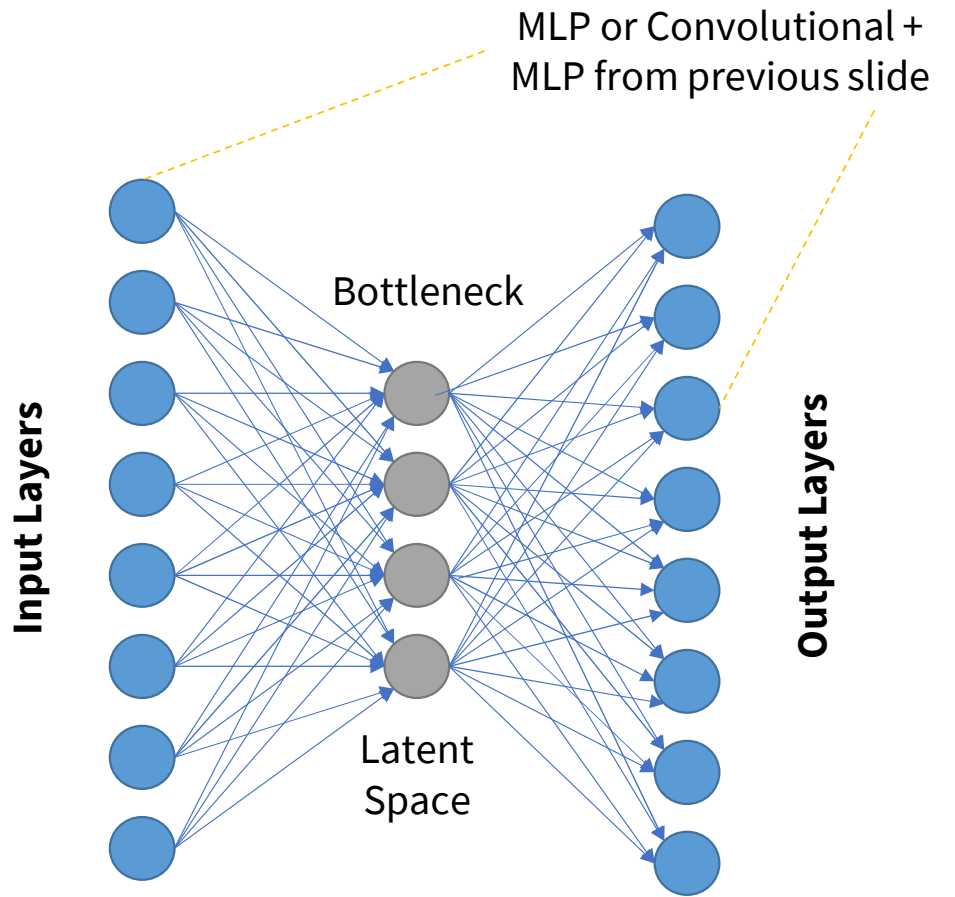 MLP or Convolutional +
MLP from previous slide
Bottleneck
Input Layers
Output Layers
Latent
Space